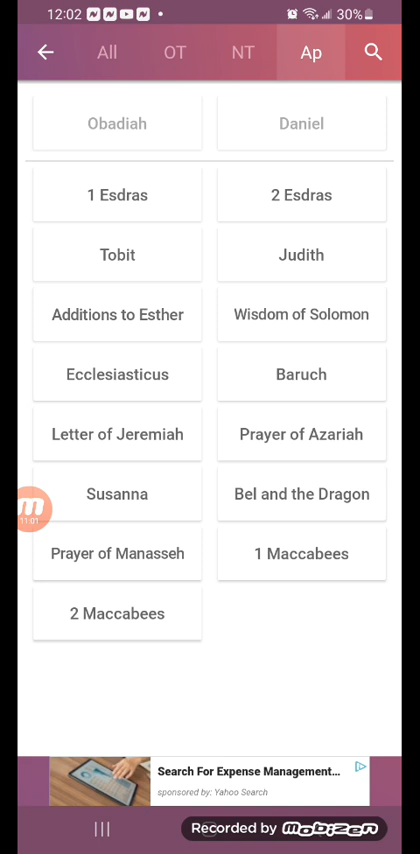 12:02 30%
All OT NT Ap
Obadiah Daniel
1 Esdras 2 Esdras
Tobit Judith
Additions to Esther Wisdom of Solomon
Ecclesiasticus Baruch
Letter of Jeremiah Prayer of Azariah
Susanna Bel and the Dragon
11:01
Prayer of Manasseh 1 Maccabees
2 Maccabees
Search For Expense Management...
sponsored by: Yahoo Search
Recorded by mobizen